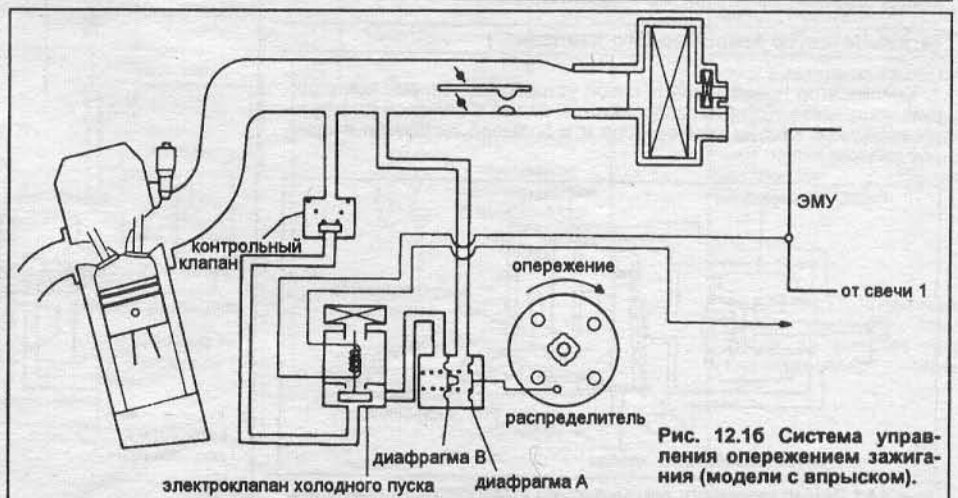 ЭМУ
контрольный
клапан
опережение
от свечи 1
распределитель
Рис. 12.1б Система управ-
ления опережением зажига-
ния (модели с впрыском).
диафрагма В
электроклапан холодного пуска
диафрагма А